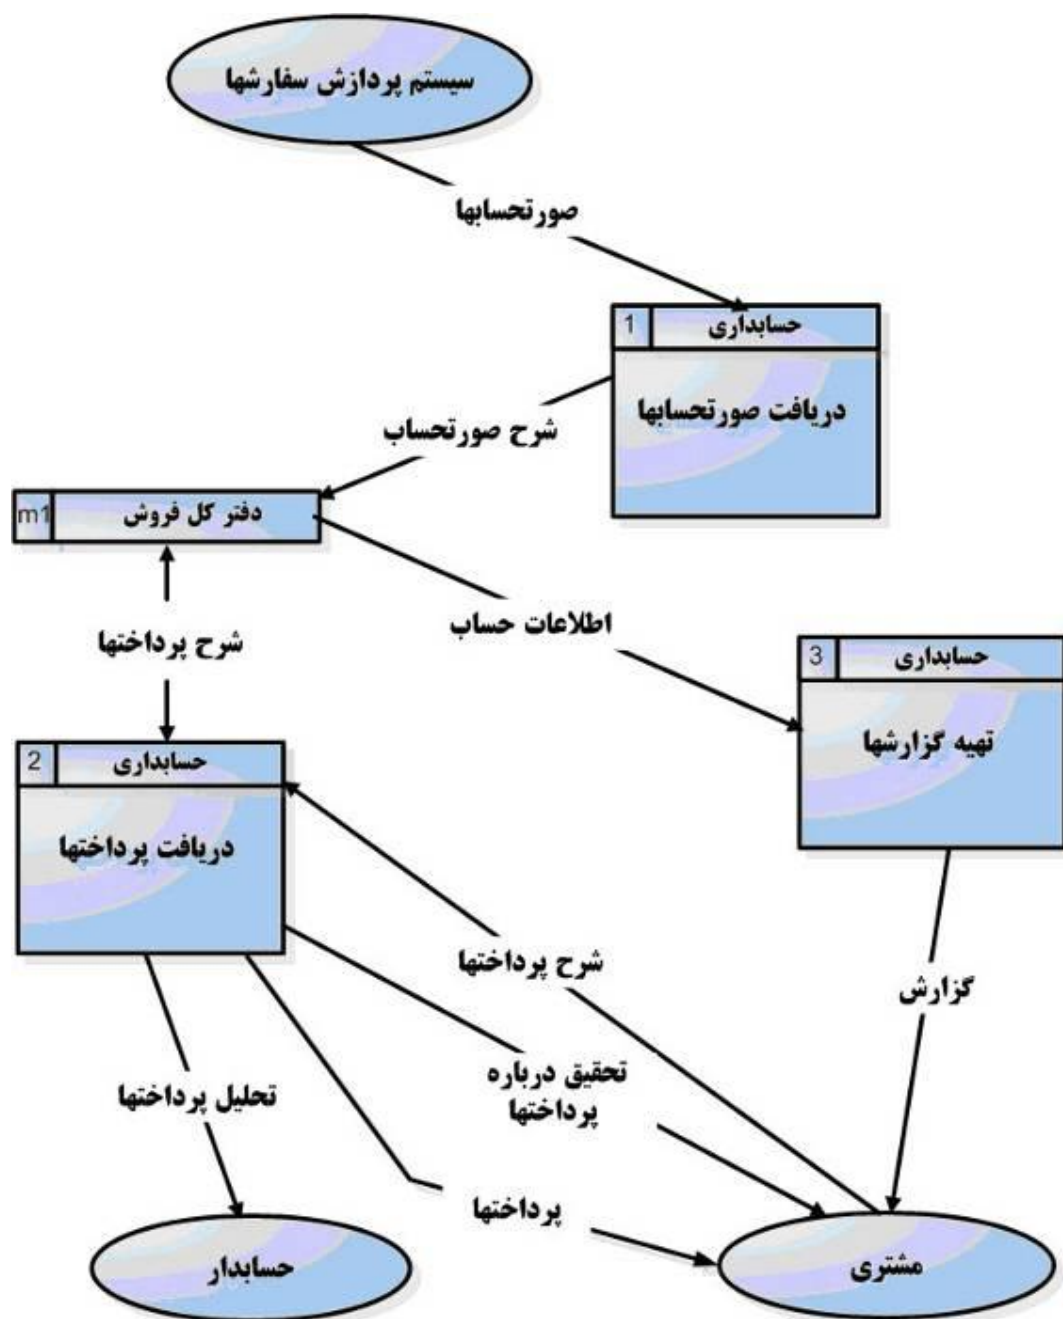 سیستم پردازش سفارشها
صورتحسابها
1 حسابداری
دریافت صورتحسابها
شرح صورتحساب
m1 دفتر کل فروش
اطلاعات حساب
شرح پرداختها
3 حسابداری
تهیه گزارشها
2 حسابداری
دریافت پرداختها
شرح پرداختها
گزارش
تحقیق درباره
پرداختها
تحلیل پرداختها
پرداختها
حسابدار
مشتری